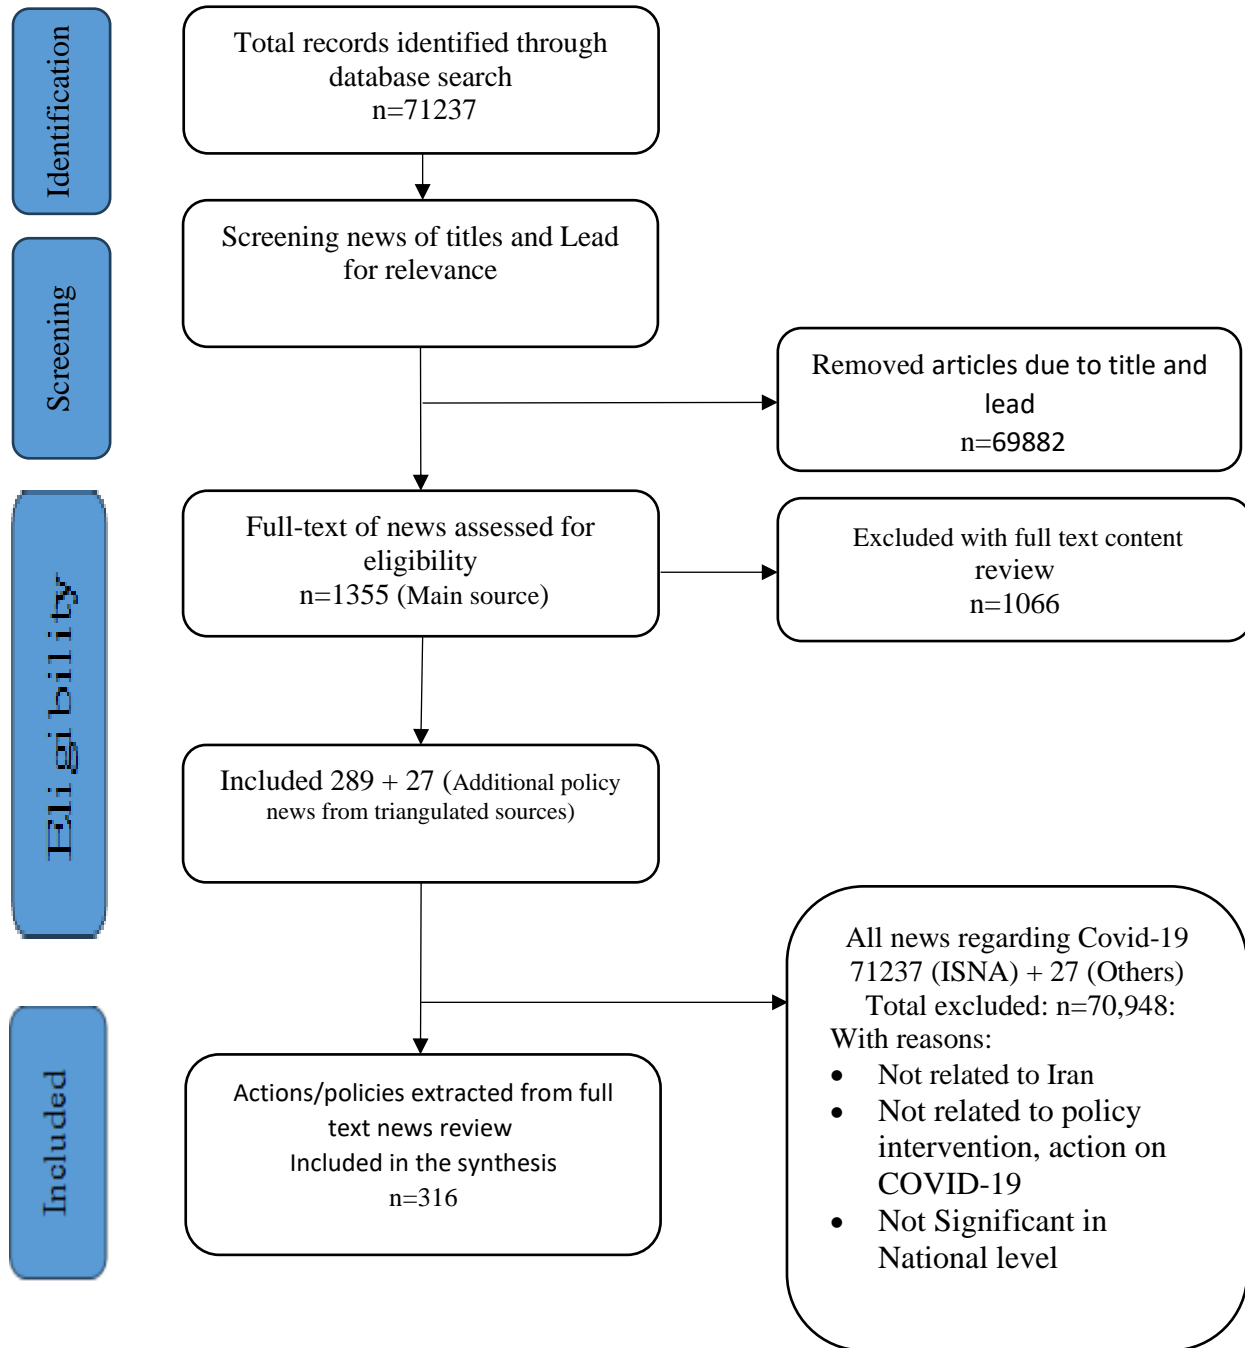 Identification
Total records identified through
database search
n=71237
Screening
Screening news of titles and Lead
for relevance
Removed articles due to title and
lead
n=69882
Eligibility
Full-text of news assessed for
eligibility
n=1355 (Main source)
Excluded with full text content
review
n=1066
Included 289 + 27 (Additional policy
news from triangulated sources)
All news regarding Covid-19
71237 (ISNA) + 27 (Others)
Total excluded: n=70,948:
With reasons:
• Not related to Iran
• Not related to policy
intervention, action on
COVID-19
• Not Significant in
National level
Included
Actions/policies extracted from full
text news review
Included in the synthesis
n=316